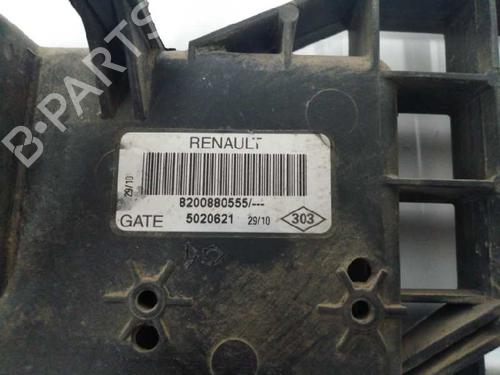 B-PARTS
RENAULT
29/10
8200880555/---
GATE 5020621 29/10 303